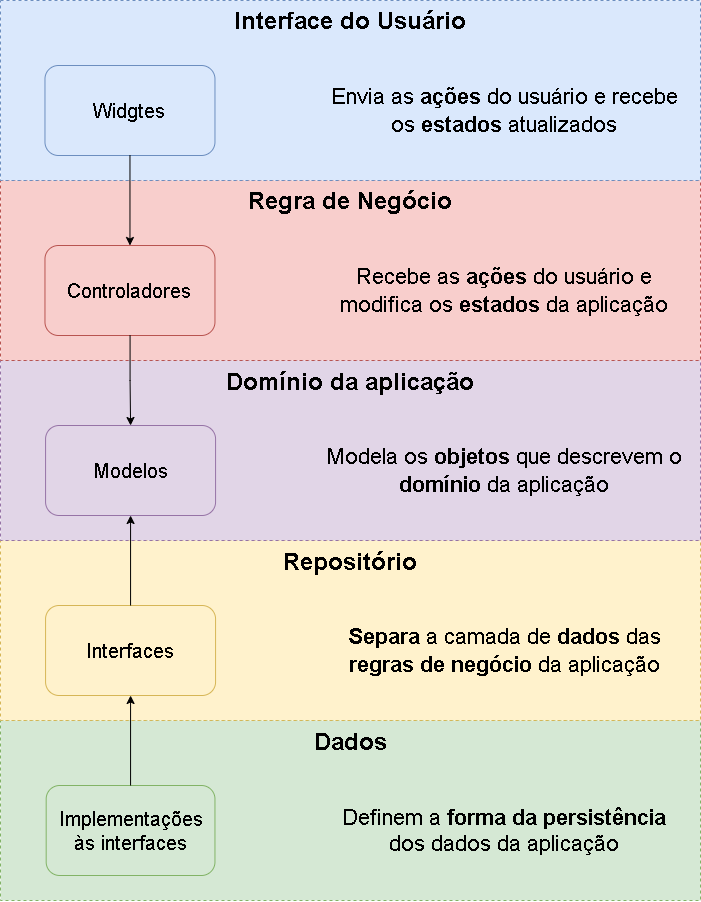 Interface do Usuário
Widgtes
Envia as ações do usuário e recebe
os estados atualizados
Regra de Negócio
Controladores
Recebe as ações do usuário e
modifica os estados da aplicação
Domínio da aplicação
Modelos
Modela os objetos que descrevem o
domínio da aplicação
Repositório
Interfaces
Separa a camada de dados das
regras de negócio da aplicação
Dados
Implementações
às interfaces
Definem a forma da persistência
dos dados da aplicação